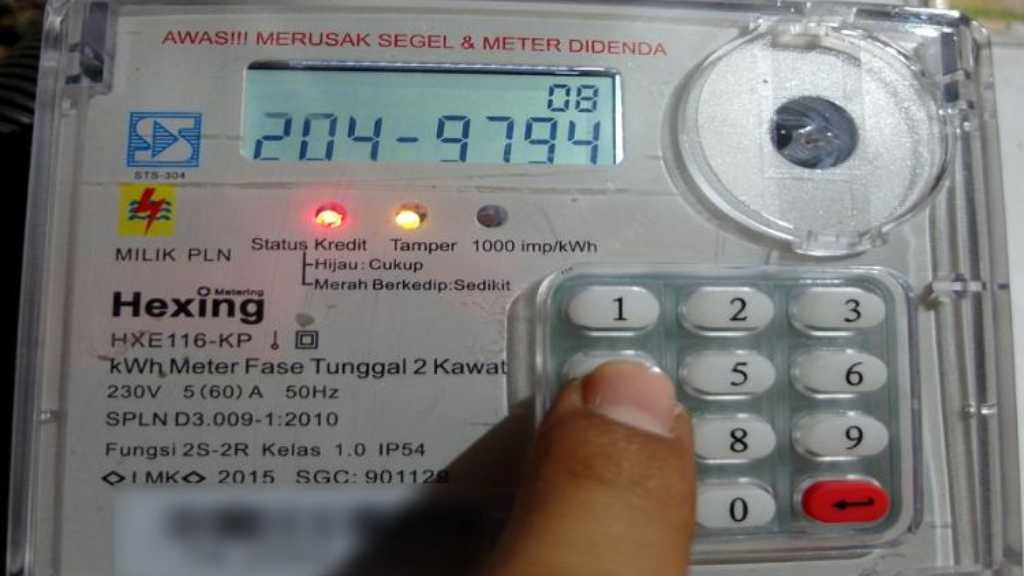 AWAS!!! MERUSAK SEGEL & METER DIDENDA
08
204-9794
STS-304
MILIK PLN
Status Kredit Tamper 1000 imp/kWh
Hijau : Cukup
Merah Berkedip : Sedikit
Metering
Hexing
HXE116-KP
kWh Meter Fase Tunggal 2 Kawat
230V 5(60)A 50Hz
SPLN D3.009-1:2010
Fungsi 2S-2R Kelas 1.0 IP54
LMK 2015 SGC: 901128
1 2 3
5 6
8 9
0